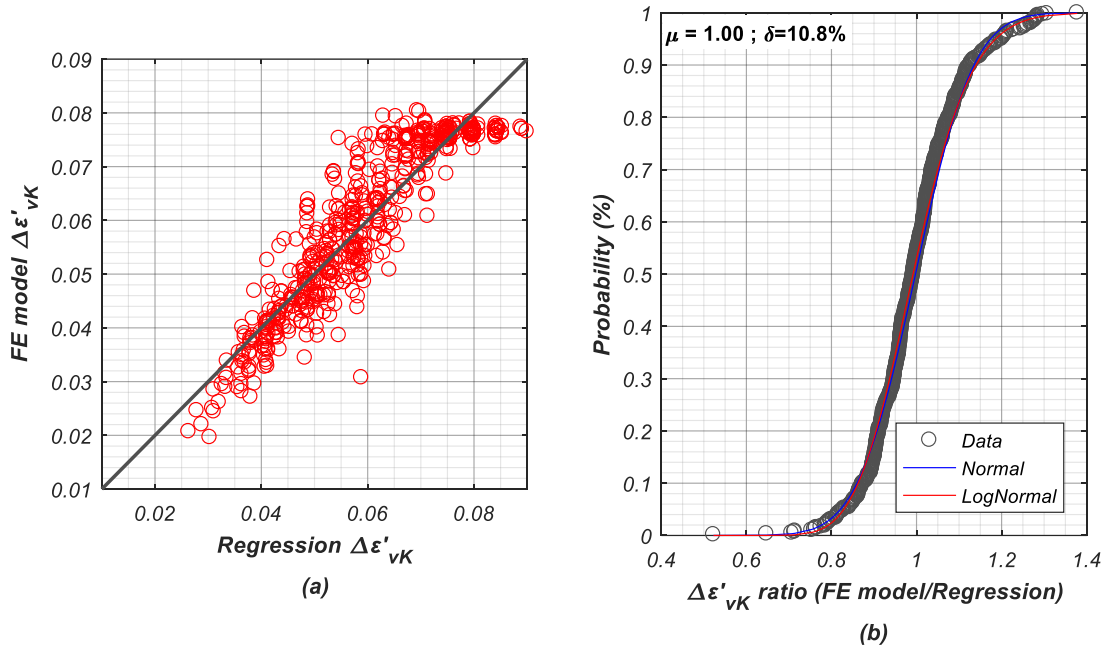 0.09
0.08
0.07
0.06
0.05
0.04
0.03
0.02
0.01
FE model Δε'vK
0.02 0.04 0.06 0.08
Regression Δε'vK
(a)
1
0.9
0.8
0.7
0.6
0.5
0.4
0.3
0.2
0.1
0
Probability (%)
μ = 1.00 ; δ=10.8%
Data
Normal
LogNormal
0.4 0.6 0.8 1 1.2 1.4
Δε'vK ratio (FE model/Regression)
(b)